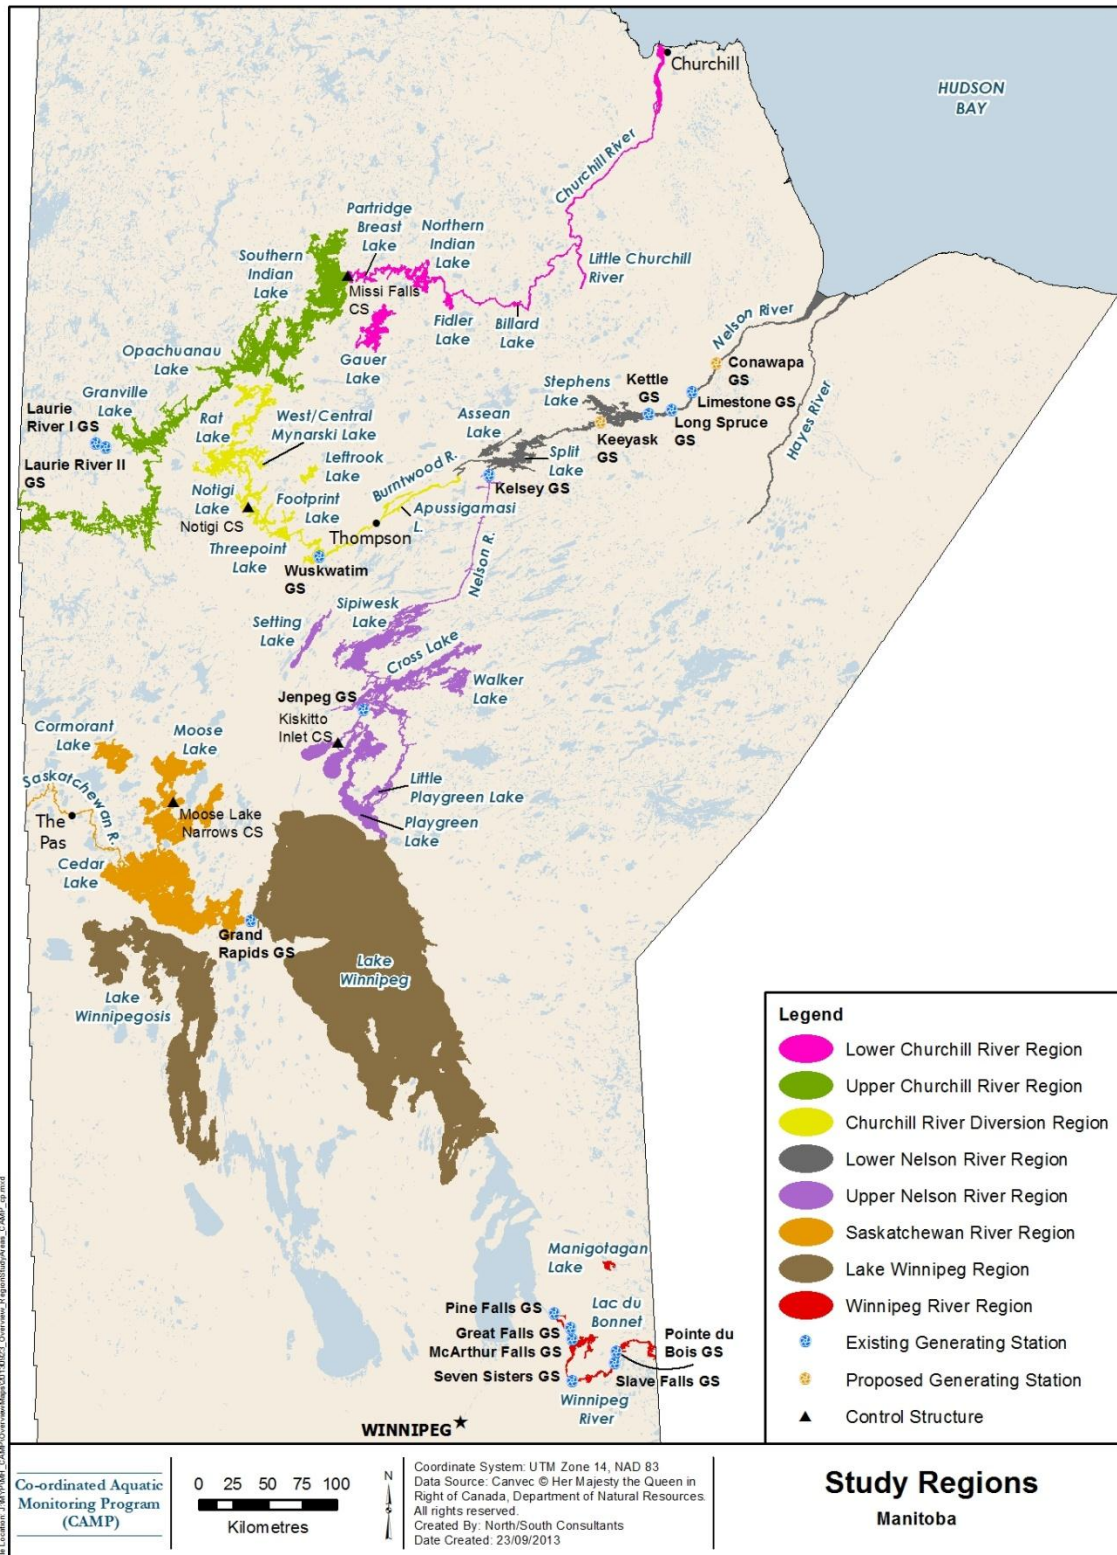 Churchill
HUDSON
BAY
Churchill River
Partridge
Breast
Lake
Northern
Indian
Lake
Southern
Indian
Lake
Little Churchill
River
Missi Falls
CS
Fidler
Lake
Billard
Lake
Nelson River
Gauer
Lake
Opachuanau
Lake
Granville
Lake
Conawapa
GS
Kettle
GS
Stephens
Lake
Limestone GS
Laurie
River I GS
Rat
Lake
West/Central
Mynarski Lake
Assean
Lake
Long Spruce
GS
Hayes River
Keeyask
GS
Laurie River II
GS
Leftrook
Lake
Burntwood R.
Split
Lake
Kelsey GS
Notigi
Lake
Footprint
Lake
Apussigamasi
L.
Notigi CS
Thompson
Threepoint
Lake
Wuskwatim
GS
Nelson R.
Sipiwesk
Lake
Setting
Lake
Cross Lake
Walker
Lake
Jenpeg GS
Kiskitto
Inlet CS
Cormorant
Lake
Moose
Lake
Little
Playgreen Lake
Saskatchewan R.
Moose Lake
Narrows CS
The
Pas
Playgreen
Lake
Cedar
Lake
Grand
Rapids GS
Lake
Winnipeg
Lake
Winnipegosis
Manigotagan
Lake
Pine Falls GS
Lac du
Bonnet
Great Falls GS
McArthur Falls GS
Pointe du
Bois GS
Seven Sisters GS
Slave Falls GS
Winnipeg
River
WINNIPEG
Legend
Lower Churchill River Region
Upper Churchill River Region
Churchill River Diversion Region
Lower Nelson River Region
Upper Nelson River Region
Saskatchewan River Region
Lake Winnipeg Region
Winnipeg River Region
Existing Generating Station
Proposed Generating Station
Control Structure
Co-ordinated Aquatic
Monitoring Program
(CAMP)
0 25 50 75 100
Kilometres
N
Coordinate System: UTM Zone 14, NAD 83
Data Source: Canvec © Her Majesty the Queen in
Right of Canada, Department of Natural Resources.
All rights reserved.
Created By: North/South Consultants
Date Created: 23/09/2013
Study Regions
Manitoba